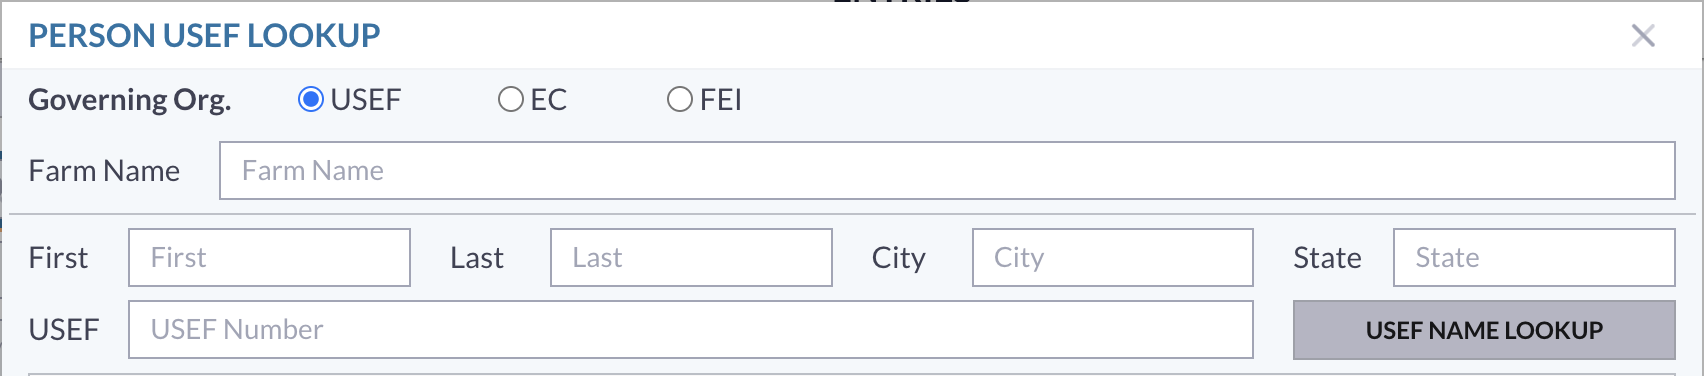 PERSON USEF LOOKUP
Governing Org. USEF EC FEI
Farm Name Farm Name
First First Last Last City City State State
USEF USEF Number USEF NAME LOOKUP